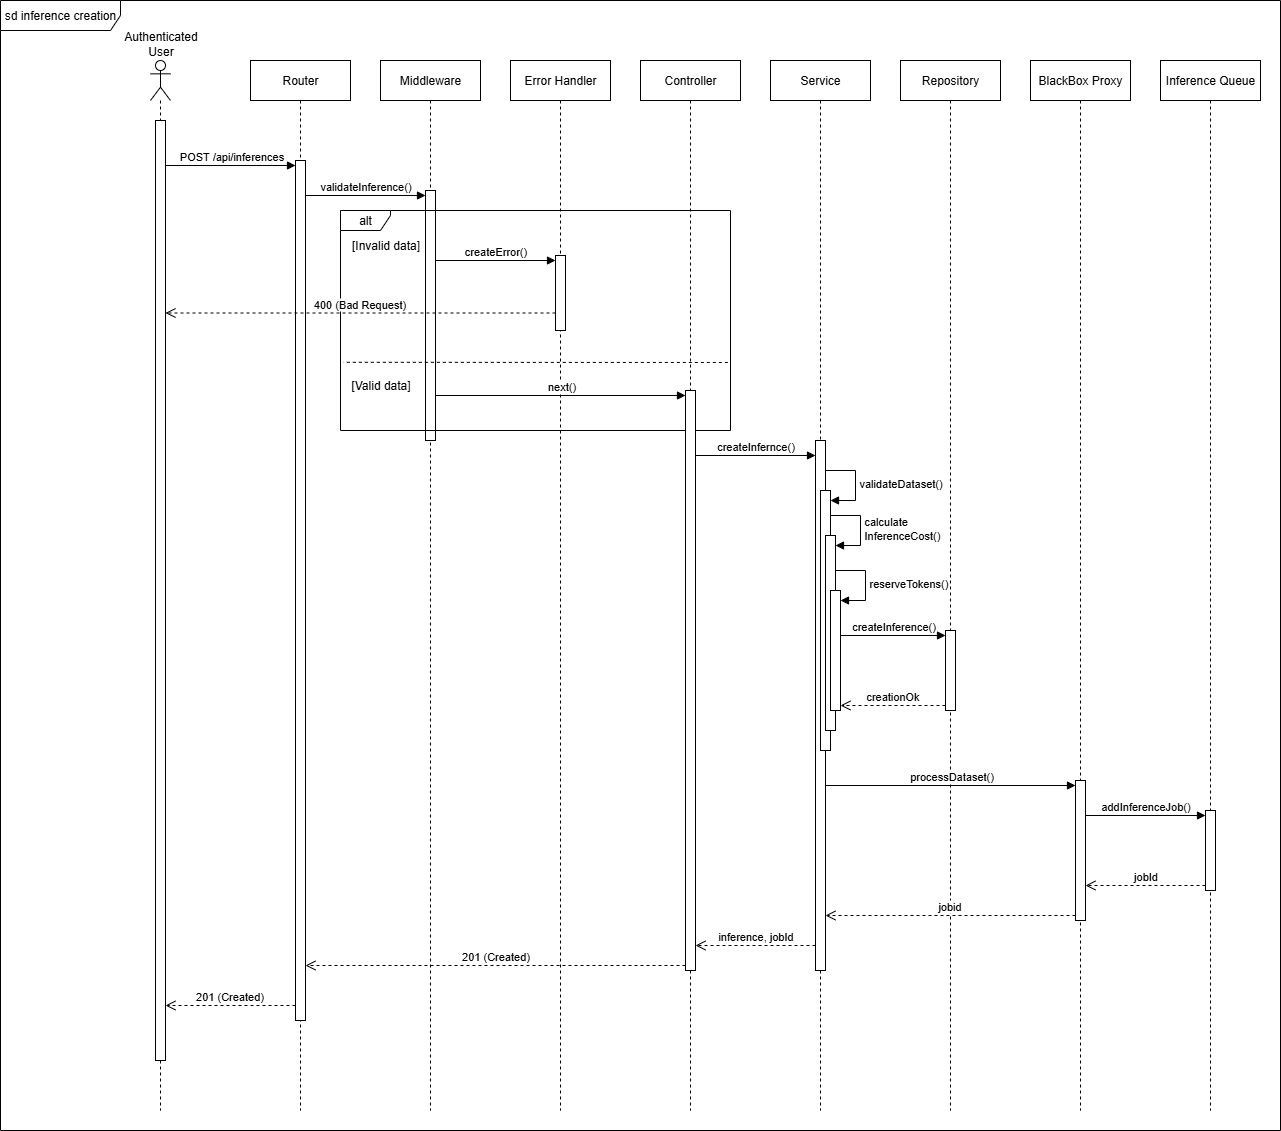 sd inference creation
Authenticated
User
Router
Middleware
Error Handler
Controller
Service
Repository
BlackBox Proxy
Inference Queue
POST /api/inferences
validateInference()
alt
[Invalid data]
createError()
400 (Bad Request)
[Valid data]
next()
createInfernce()
validateDataset()
calculate
InferenceCost()
reserveTokens()
createInference()
creationOk
processDataset()
addInferenceJob()
jobId
jobid
inference, jobId
201 (Created)
201 (Created)